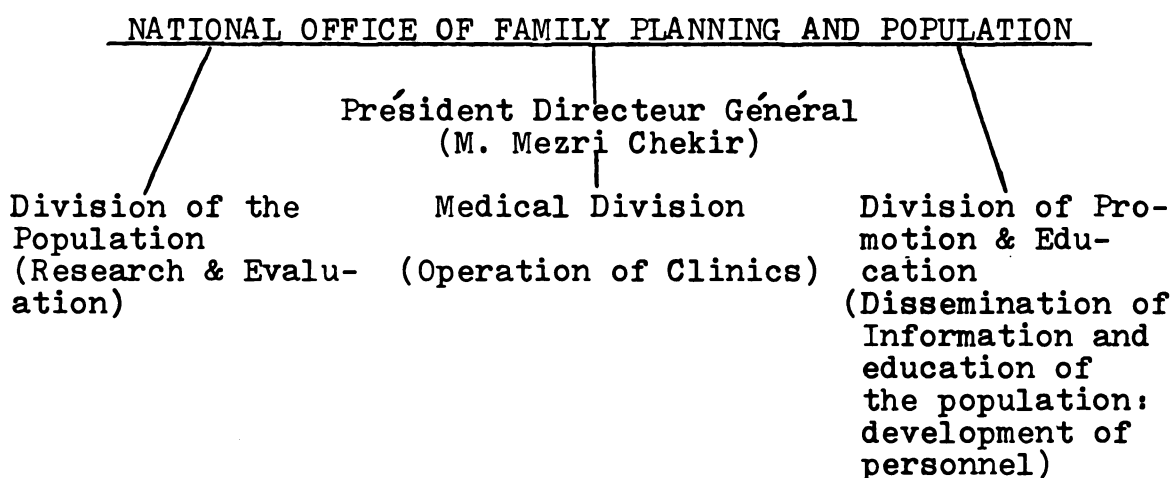 NATIONAL OFFICE OF FAMILY PLANNING AND POPULATION
Président Directeur Général
(M. Mezri Chekir)
Division of the
Population
(Research & Evalu-
ation)
Medical Division
(Operation of Clinics)
Division of Pro-
motion & Edu-
cation
(Dissemination of
Information and
education of
the population:
development of
personnel)